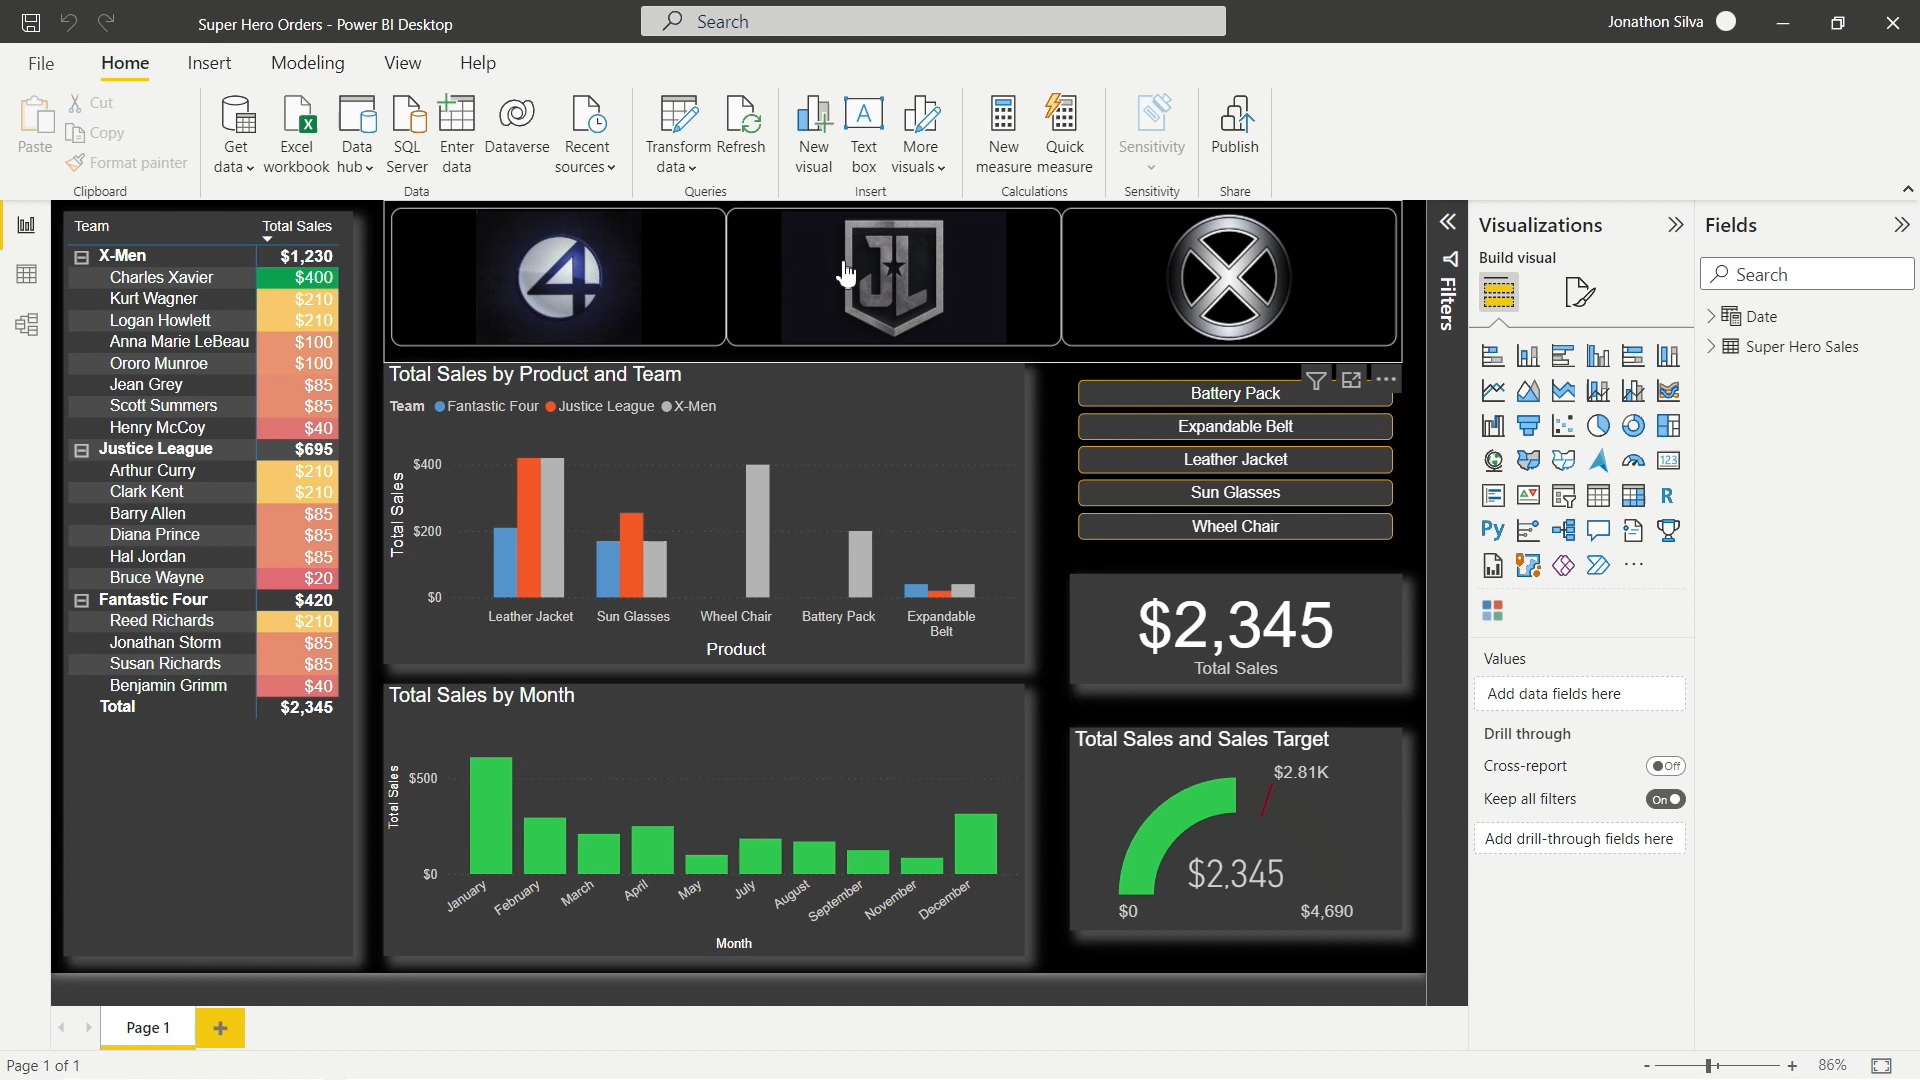 Super Hero Orders - Power BI Desktop
Search
Jonathon Silva
File Home Insert Modeling View Help
Paste
Cut
Copy
Format painter
Clipboard
Get data
Excel workbook
Data hub
SQL Server
Enter data
Dataverse
Recent sources
Data
Transform data
Refresh
Queries
New visual
Text box
More visuals
Insert
New measure
Quick measure
Calculations
Sensitivity
Sensitivity
Publish
Share
Team Total Sales
X-Men $1,230
Charles Xavier $400
Kurt Wagner $210
Logan Howlett $210
Anna Marie LeBeau $100
Ororo Munroe $100
Jean Grey $85
Scott Summers $85
Henry McCoy $40
Justice League $695
Arthur Curry $210
Clark Kent $210
Barry Allen $85
Diana Prince $85
Hal Jordan $85
Bruce Wayne $20
Fantastic Four $420
Reed Richards $210
Jonathan Storm $85
Susan Richards $85
Benjamin Grimm $40
Total $2,345
4
JL
X
Total Sales by Product and Team
Team Fantastic Four Justice League X-Men
Total Sales
$400
$200
$0
Leather Jacket Sun Glasses Wheel Chair Battery Pack Expandable Belt
Product
Total Sales by Month
Total Sales
$500
$0
January February March April May July August September November December
Month
Battery Pack
Expandable Belt
Leather Jacket
Sun Glasses
Wheel Chair
$2,345
Total Sales
Total Sales and Sales Target
$2.81K
$2,345
$0 $4,690
Filters
Visualizations
Build visual
123
R
Py
Values
Add data fields here
Drill through
Cross-report Off
Keep all filters On
Add drill-through fields here
Fields
Search
Date
Super Hero Sales
Page 1
Page 1 of 1
- + 86%